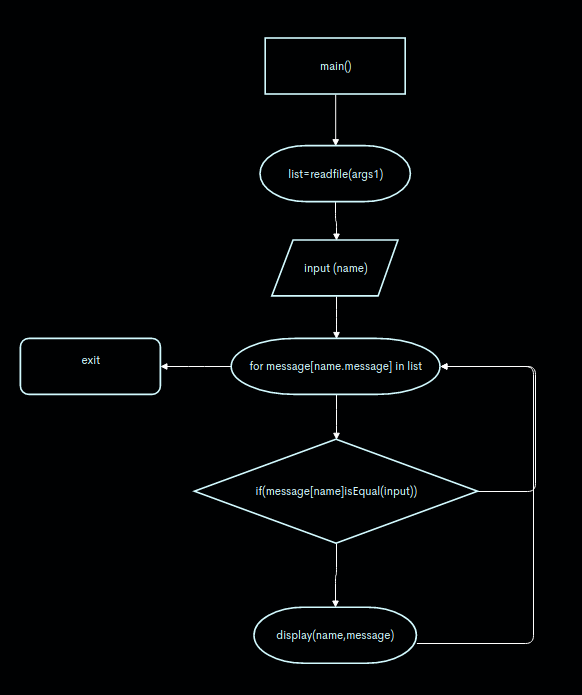 main()
list=readfile(args1)
input (name)
exit
for message[name.message] in list
if(message[name]isEqual(input))
display(name,message)